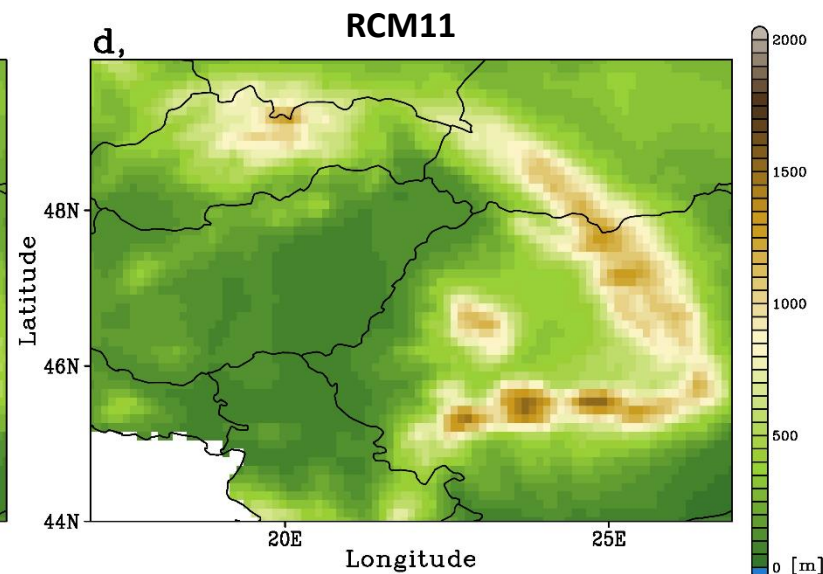 RCM11
d,
2000
1500
1000
500
0 [m]
Latitude
48N
46N
44N
20E
25E
Longitude